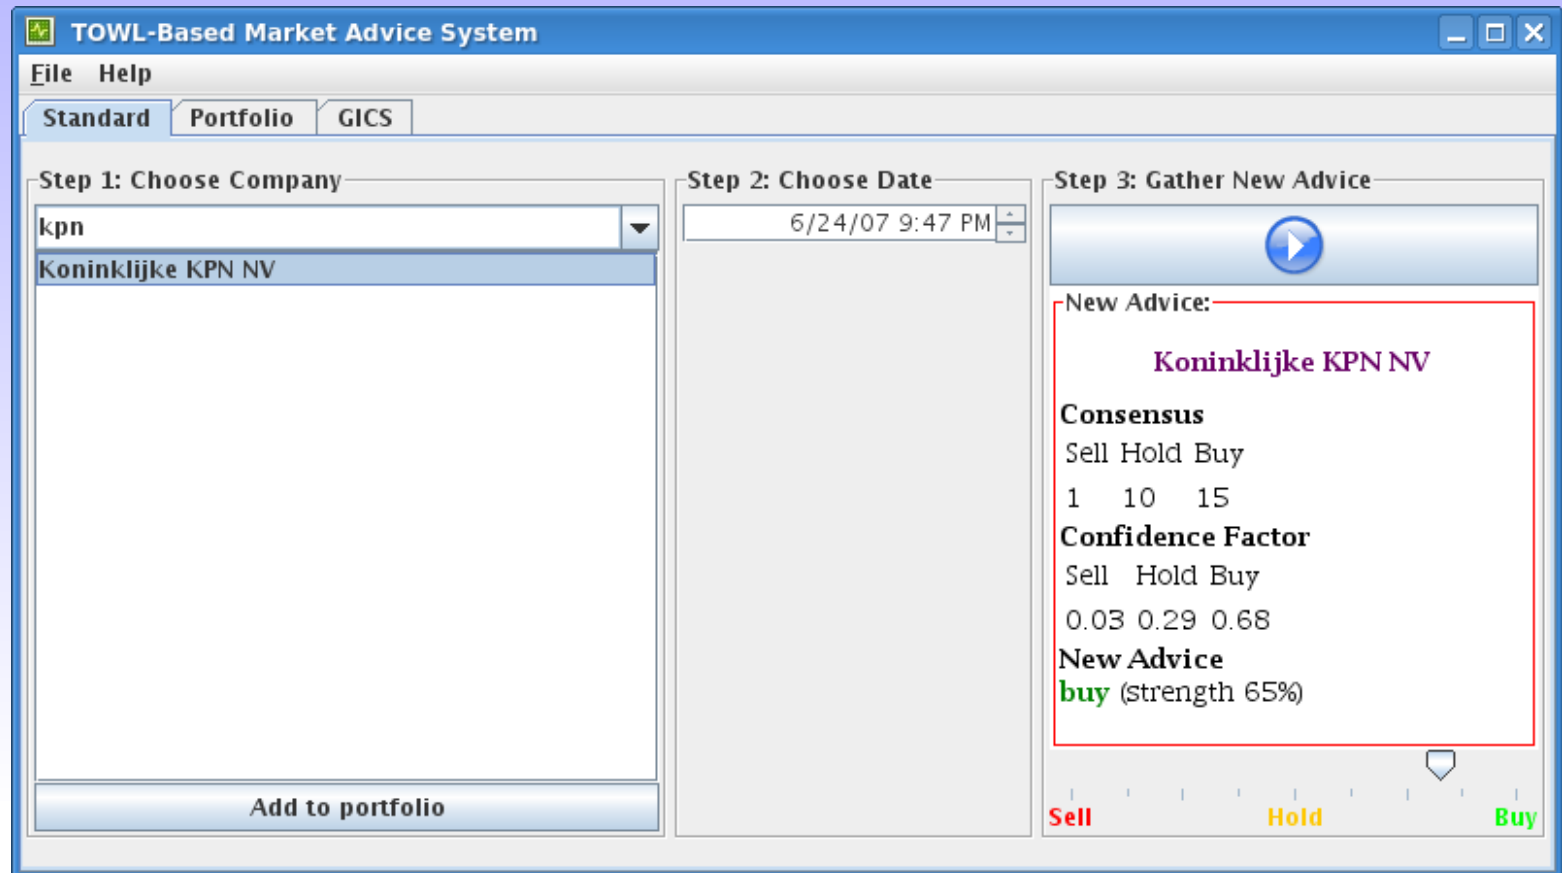 TOWL-Based Market Advice System
File Help
Standard Portfolio GICS
Step 1: Choose Company
kpn
Koninklijke KPN NV
Add to portfolio
Step 2: Choose Date
6/24/07 9:47 PM
Step 3: Gather New Advice
New Advice:
Koninklijke KPN NV
Consensus
Sell Hold Buy
1 10 15
Confidence Factor
Sell Hold Buy
0.03 0.29 0.68
New Advice
buy (strength 65%)
Sell Hold Buy